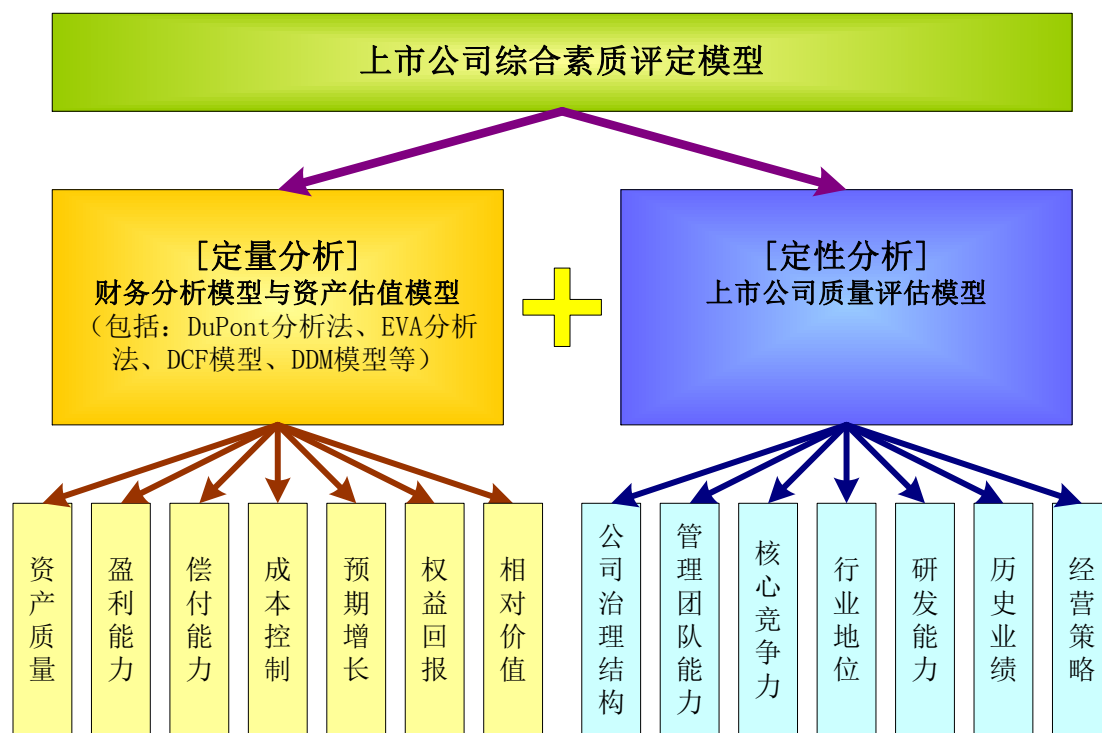 上市公司综合素质评定模型
[定量分析]
财务分析模型与资产估值模型
（包括：DuPont分析法、EVA分析
法、DCF模型、DDM模型等）
[定性分析]
上市公司质量评估模型
资产质量
盈利能力
偿付能力
成本控制
预期增长
权益回报
相对价值
公司治理结构
管理团队能力
核心竞争力
行业地位
研发能力
历史业绩
经营策略